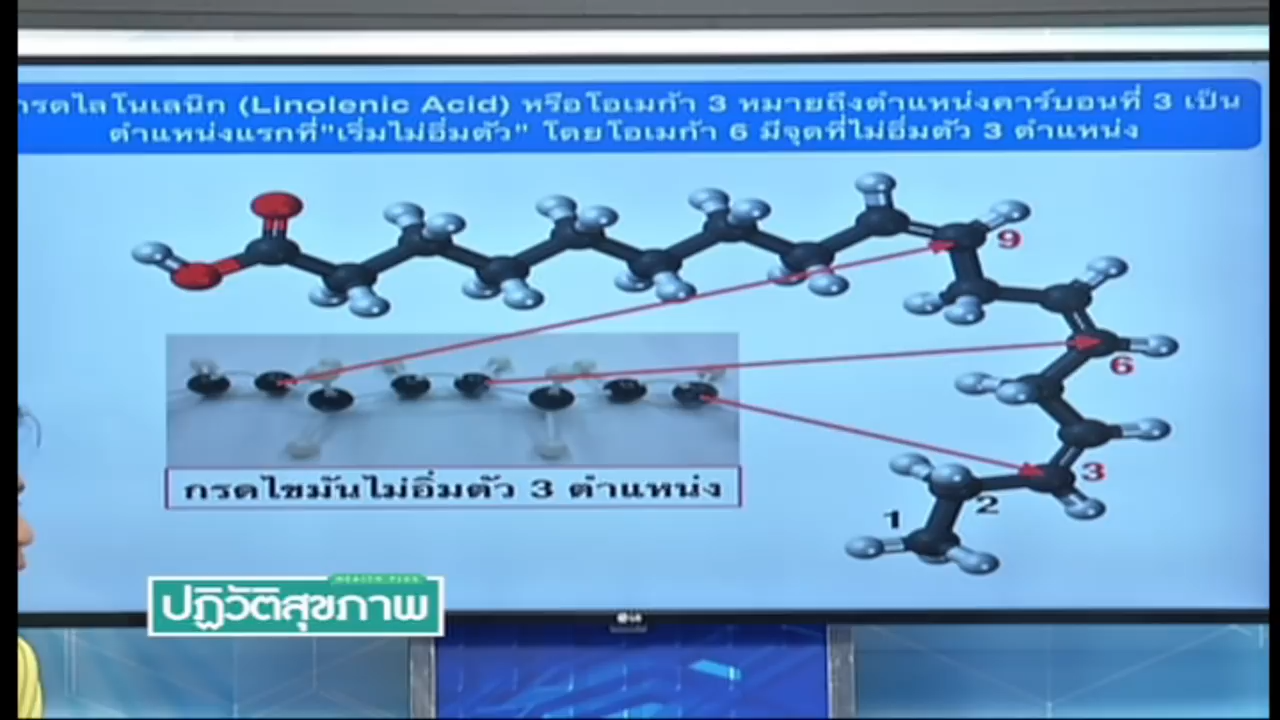 กรดไลโนเลนิก (Linolenic Acid) หรือโอเมก้า 3 หมายถึงตำแหน่งคาร์บอนที่ 3 เป็น
ตำแหน่งแรกที่"เริ่มไม่อิ่มตัว" โดยโอเมก้า 6 มีจุดที่ไม่อิ่มตัว 3 ตำแหน่ง
9
6
3
2
1
กรดไขมันไม่อิ่มตัว 3 ตำแหน่ง
HEALTH PLUS
ปฏิวัติสุขภาพ